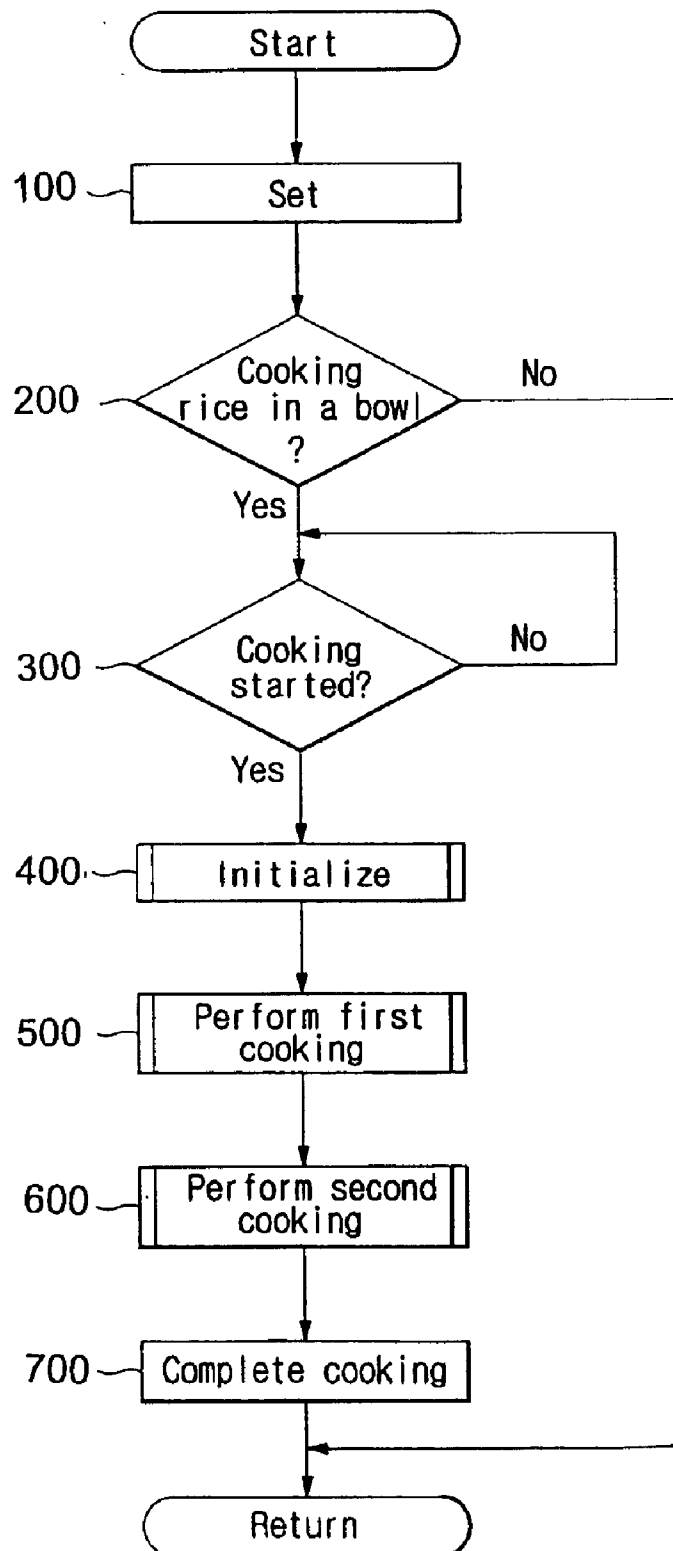 Start
100
Set
200
Cooking
rice in a bowl
?
No
Yes
300
Cooking
started?
No
Yes
400
Initialize
500
Perform first
cooking
600
Perform second
cooking
700
Complete cooking
Return